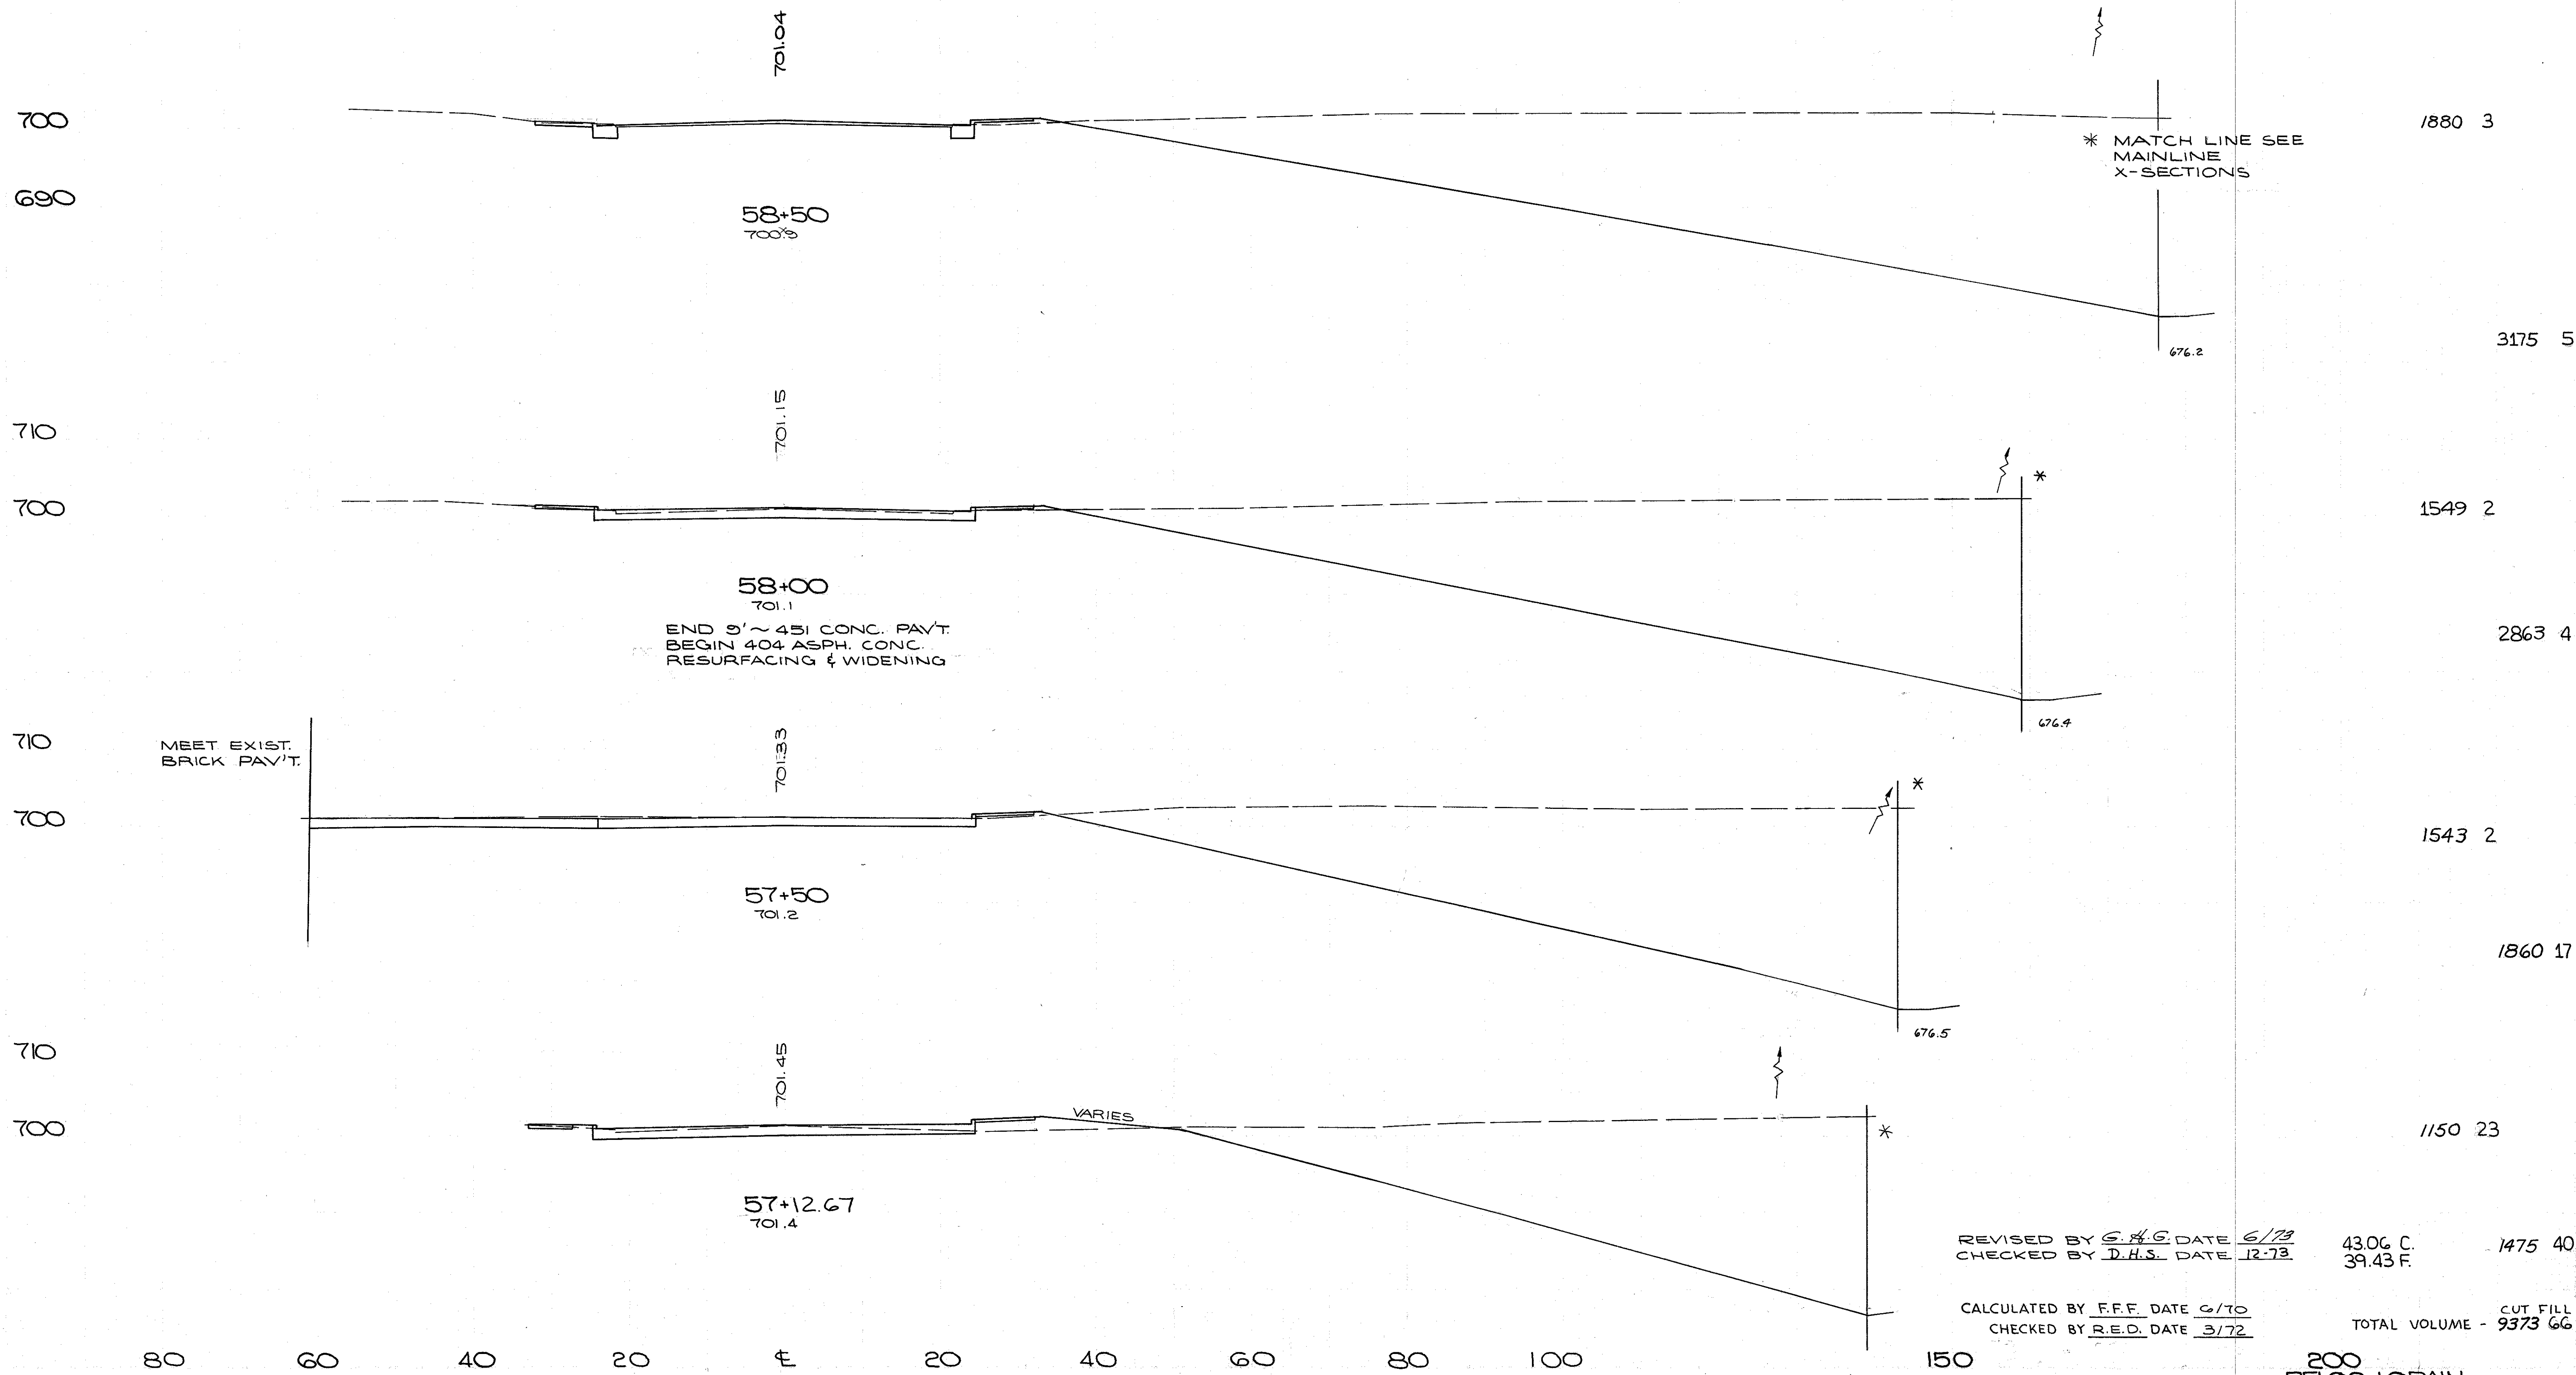 701.04
700
1880 3
* MATCH LINE SEE
MAINLINE
X-SECTIONS
690
58+50
700.9
3175 5
676.2
701.15
710
700
*
1549 2
58+00
701.1
END 9' ~ 451 CONC. PAV'T.
BEGIN 404 ASPH. CONC.
RESURFACING & WIDENING
2863 4
676.4
710
MEET EXIST.
BRICK PAV'T.
701.33
*
700
1543 2
57+50
701.2
1860 17
676.5
710
701.45
VARIES
700
*
1150 23
57+12.67
701.4
REVISED BY G.H.G. DATE 6/73
CHECKED BY D.H.S. DATE 12-73
43.06 C.
39.43 F.
1475 40
CALCULATED BY F.F.F. DATE 6/70
CHECKED BY R.E.D. DATE 3/72
CUT FILL
TOTAL VOLUME - 9373 66
80 60 40 20 ℄ 20 40 60 80 100 150 200